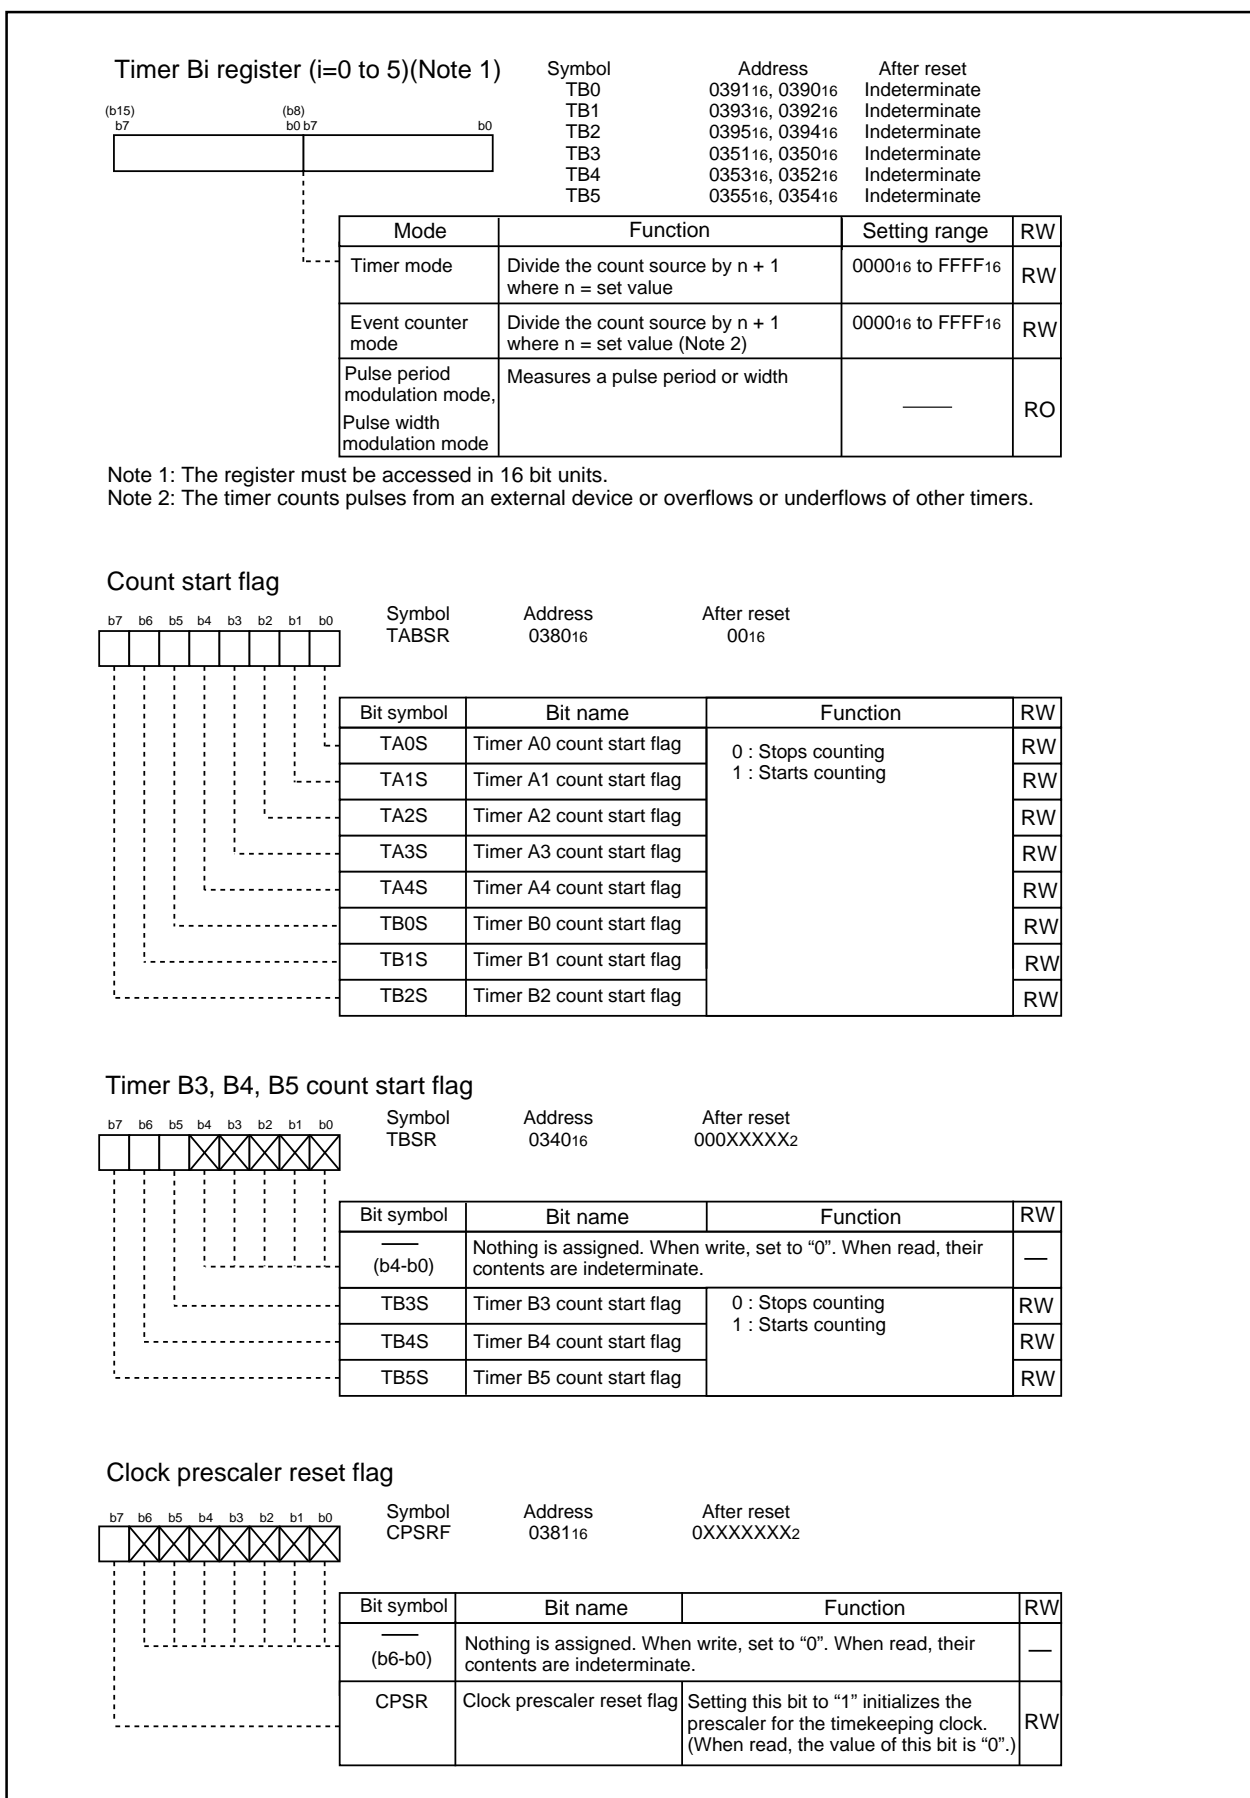 Timer Bi register (i=0 to 5)(Note 1)
Symbol Address After reset
TB0 039116, 039016 Indeterminate
TB1 039316, 039216 Indeterminate
TB2 039516, 039416 Indeterminate
TB3 035116, 035016 Indeterminate
TB4 035316, 035216 Indeterminate
TB5 035516, 035416 Indeterminate
(b15) (b8)
b7 b0 b7 b0
Mode Function Setting range RW
Timer mode Divide the count source by n + 1 000016 to FFFF16 RW
where n = set value
Event counter Divide the count source by n + 1 000016 to FFFF16 RW
mode where n = set value (Note 2)
Pulse period Measures a pulse period or width
modulation mode,
—— RO
Pulse width
modulation mode
Note 1: The register must be accessed in 16 bit units.
Note 2: The timer counts pulses from an external device or overflows or underflows of other timers.
Count start flag
Symbol Address After reset
TABSR 038016 0016
b7 b6 b5 b4 b3 b2 b1 b0
Bit symbol Bit name Function RW
TA0S Timer A0 count start flag 0 : Stops counting RW
TA1S Timer A1 count start flag 1 : Starts counting RW
TA2S Timer A2 count start flag RW
TA3S Timer A3 count start flag RW
TA4S Timer A4 count start flag RW
TB0S Timer B0 count start flag RW
TB1S Timer B1 count start flag RW
TB2S Timer B2 count start flag RW
Timer B3, B4, B5 count start flag
Symbol Address After reset
TBSR 034016 000XXXXX2
b7 b6 b5 b4 b3 b2 b1 b0
Bit symbol Bit name Function RW
—— Nothing is assigned. When write, set to “0”. When read, their —
(b4-b0) contents are indeterminate.
TB3S Timer B3 count start flag 0 : Stops counting RW
1 : Starts counting
TB4S Timer B4 count start flag RW
TB5S Timer B5 count start flag RW
Clock prescaler reset flag
Symbol Address After reset
CPSRF 038116 0XXXXXXX2
b7 b6 b5 b4 b3 b2 b1 b0
Bit symbol Bit name Function RW
—— Nothing is assigned. When write, set to “0”. When read, their —
(b6-b0) contents are indeterminate.
CPSR Clock prescaler reset flag Setting this bit to “1” initializes the
prescaler for the timekeeping clock. RW
(When read, the value of this bit is “0”.)